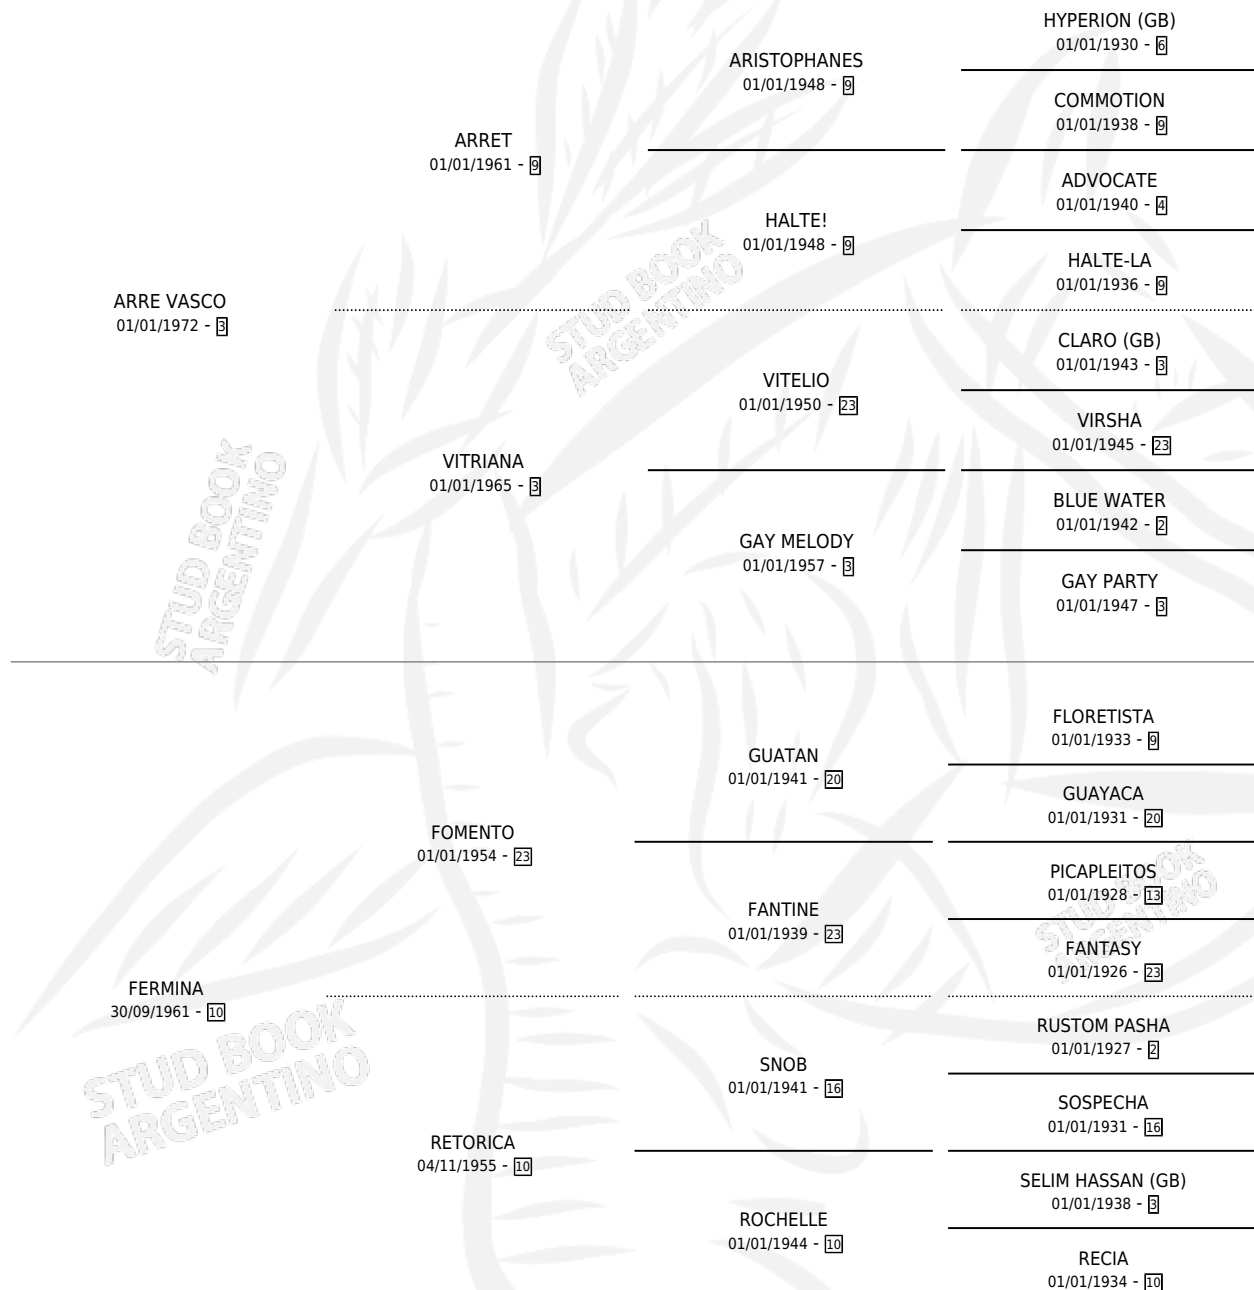 HYPERION (GB)
01/01/1930 - 6
ARISTOPHANES
01/01/1948 - 9
COMMOTION
01/01/1938 - 9
ARRET
01/01/1961 - 9
ADVOCATE
01/01/1940 - 4
HALTE!
01/01/1948 - 9
HALTE-LA
01/01/1936 - 9
ARRE VASCO
01/01/1972 - 3
CLARO (GB)
01/01/1943 - 3
VITELIO
01/01/1950 - 23
VIRSHA
01/01/1945 - 23
VITRIANA
01/01/1965 - 3
BLUE WATER
01/01/1942 - 2
GAY MELODY
01/01/1957 - 3
GAY PARTY
01/01/1947 - 3
FLORETISTA
01/01/1933 - 9
GUATAN
01/01/1941 - 20
GUAYACA
01/01/1931 - 20
FOMENTO
01/01/1954 - 23
PICAPLEITOS
01/01/1928 - 13
FANTINE
01/01/1939 - 23
FANTASY
01/01/1926 - 23
FERMINA
30/09/1961 - 10
RUSTOM PASHA
01/01/1927 - 2
SNOB
01/01/1941 - 16
SOSPECHA
01/01/1931 - 16
RETORICA
04/11/1955 - 10
SELIM HASSAN (GB)
01/01/1938 - 3
ROCHELLE
01/01/1944 - 10
RECIA
01/01/1934 - 10
STUD BOOK
ARGENTINO
STUD BOOK
ARGENTINO
STUD BOOK
ARGENTINO
STUD BOOK
ARGENTINO